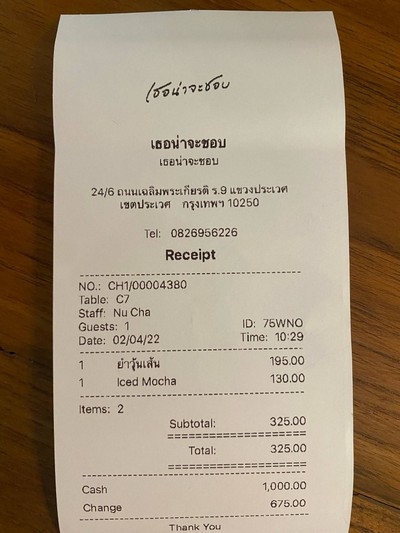 เธอน่าจะชอบ
เธอน่าจะชอบ
เธอน่าจะชอบ
24/6 ถนนเฉลิมพระเกียรติ ร.9 แขวงประเวศ
เขตประเวศ กรุงเทพฯ 10250
Tel: 0826956226
Receipt
NO.: CH1/00004380
Table: C7
Staff: Nu Cha
Guests: 1 ID: 75WNO
Date: 02/04/22 Time: 10:29
1 ยำวุ้นเส้น 195.00
1 Iced Mocha 130.00
Items: 2
Subtotal: 325.00
Total: 325.00
Cash 1,000.00
Change 675.00
Thank You